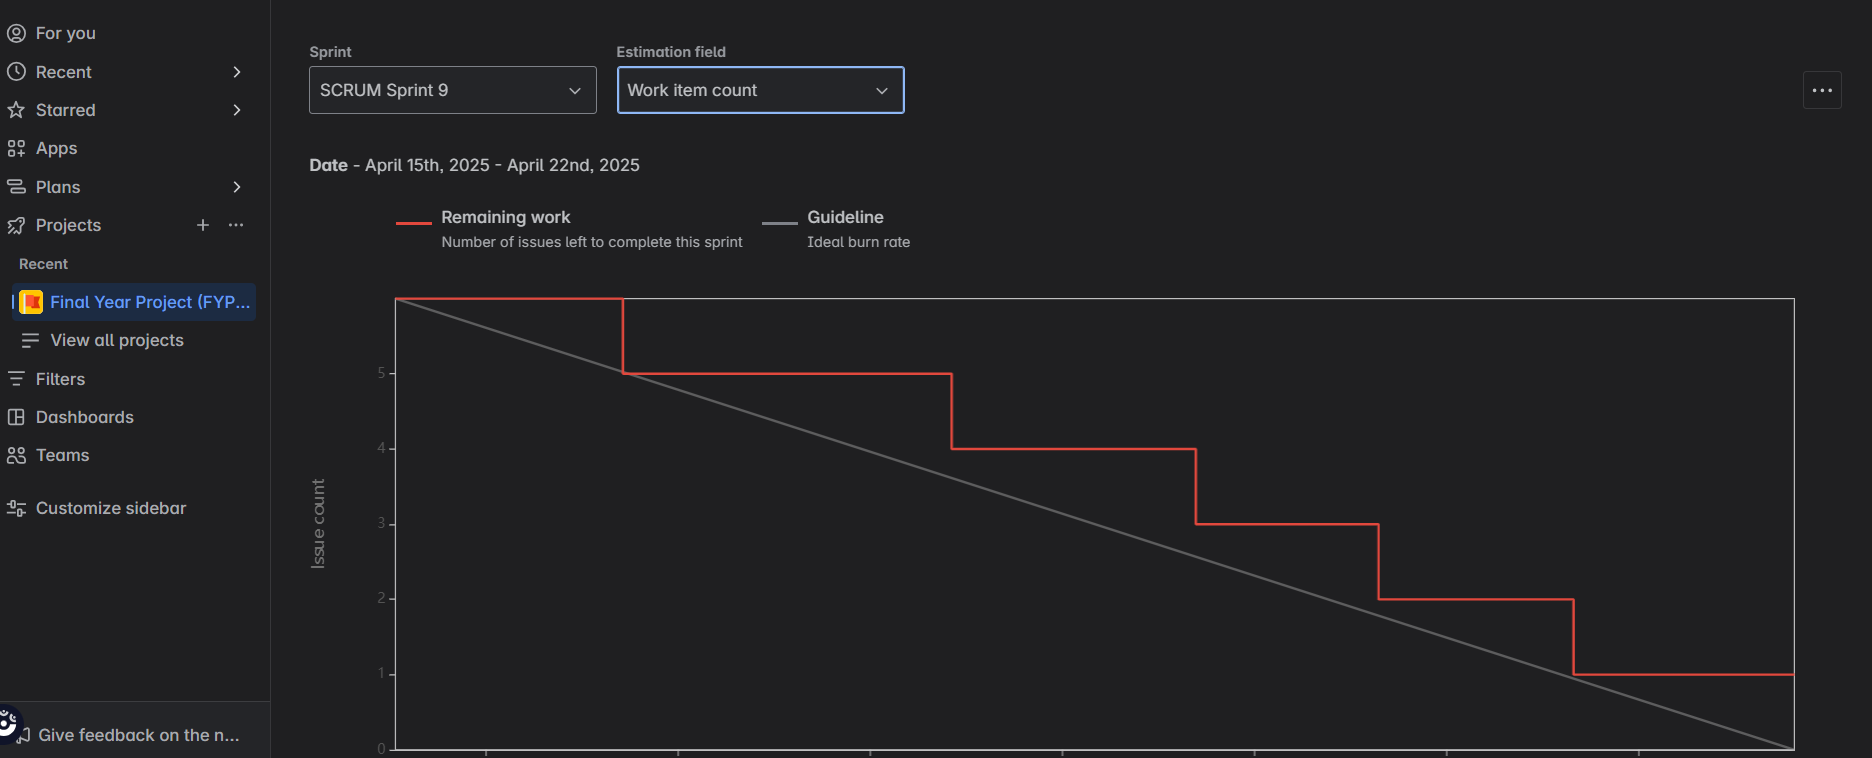 For you
Recent
Starred
Apps
Plans
Projects
Recent
Final Year Project (FYP...
View all projects
Filters
Dashboards
Teams
Customize sidebar
Give feedback on the n...
Sprint
SCRUM Sprint 9
Estimation field
Work item count
Date - April 15th, 2025 - April 22nd, 2025
Remaining work
Number of issues left to complete this sprint
Guideline
Ideal burn rate
Issue count
5
4
3
2
1
0